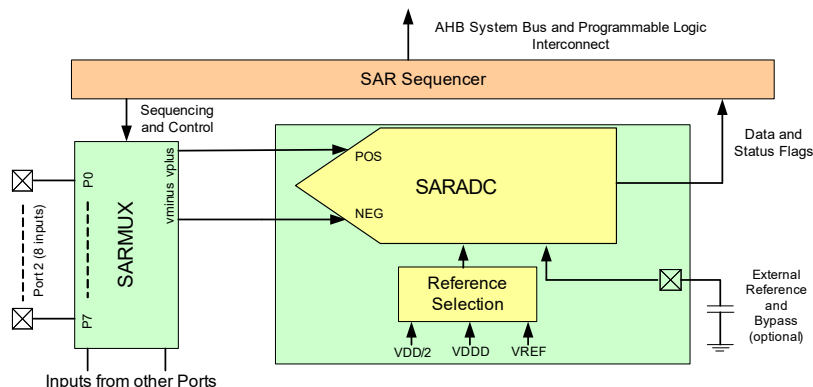 AHB System Bus and Programmable Logic
Interconnect
SAR Sequencer
Sequencing
and Control
Data and
Status Flags
vminus vplus
POS
NEG
SARADC
P0
Port 2 (8 inputs)
SARMUX
P7
Reference
Selection
External
Reference
and
Bypass
(optional)
VDD/2
VDDD
VREF
Inputs from other Ports